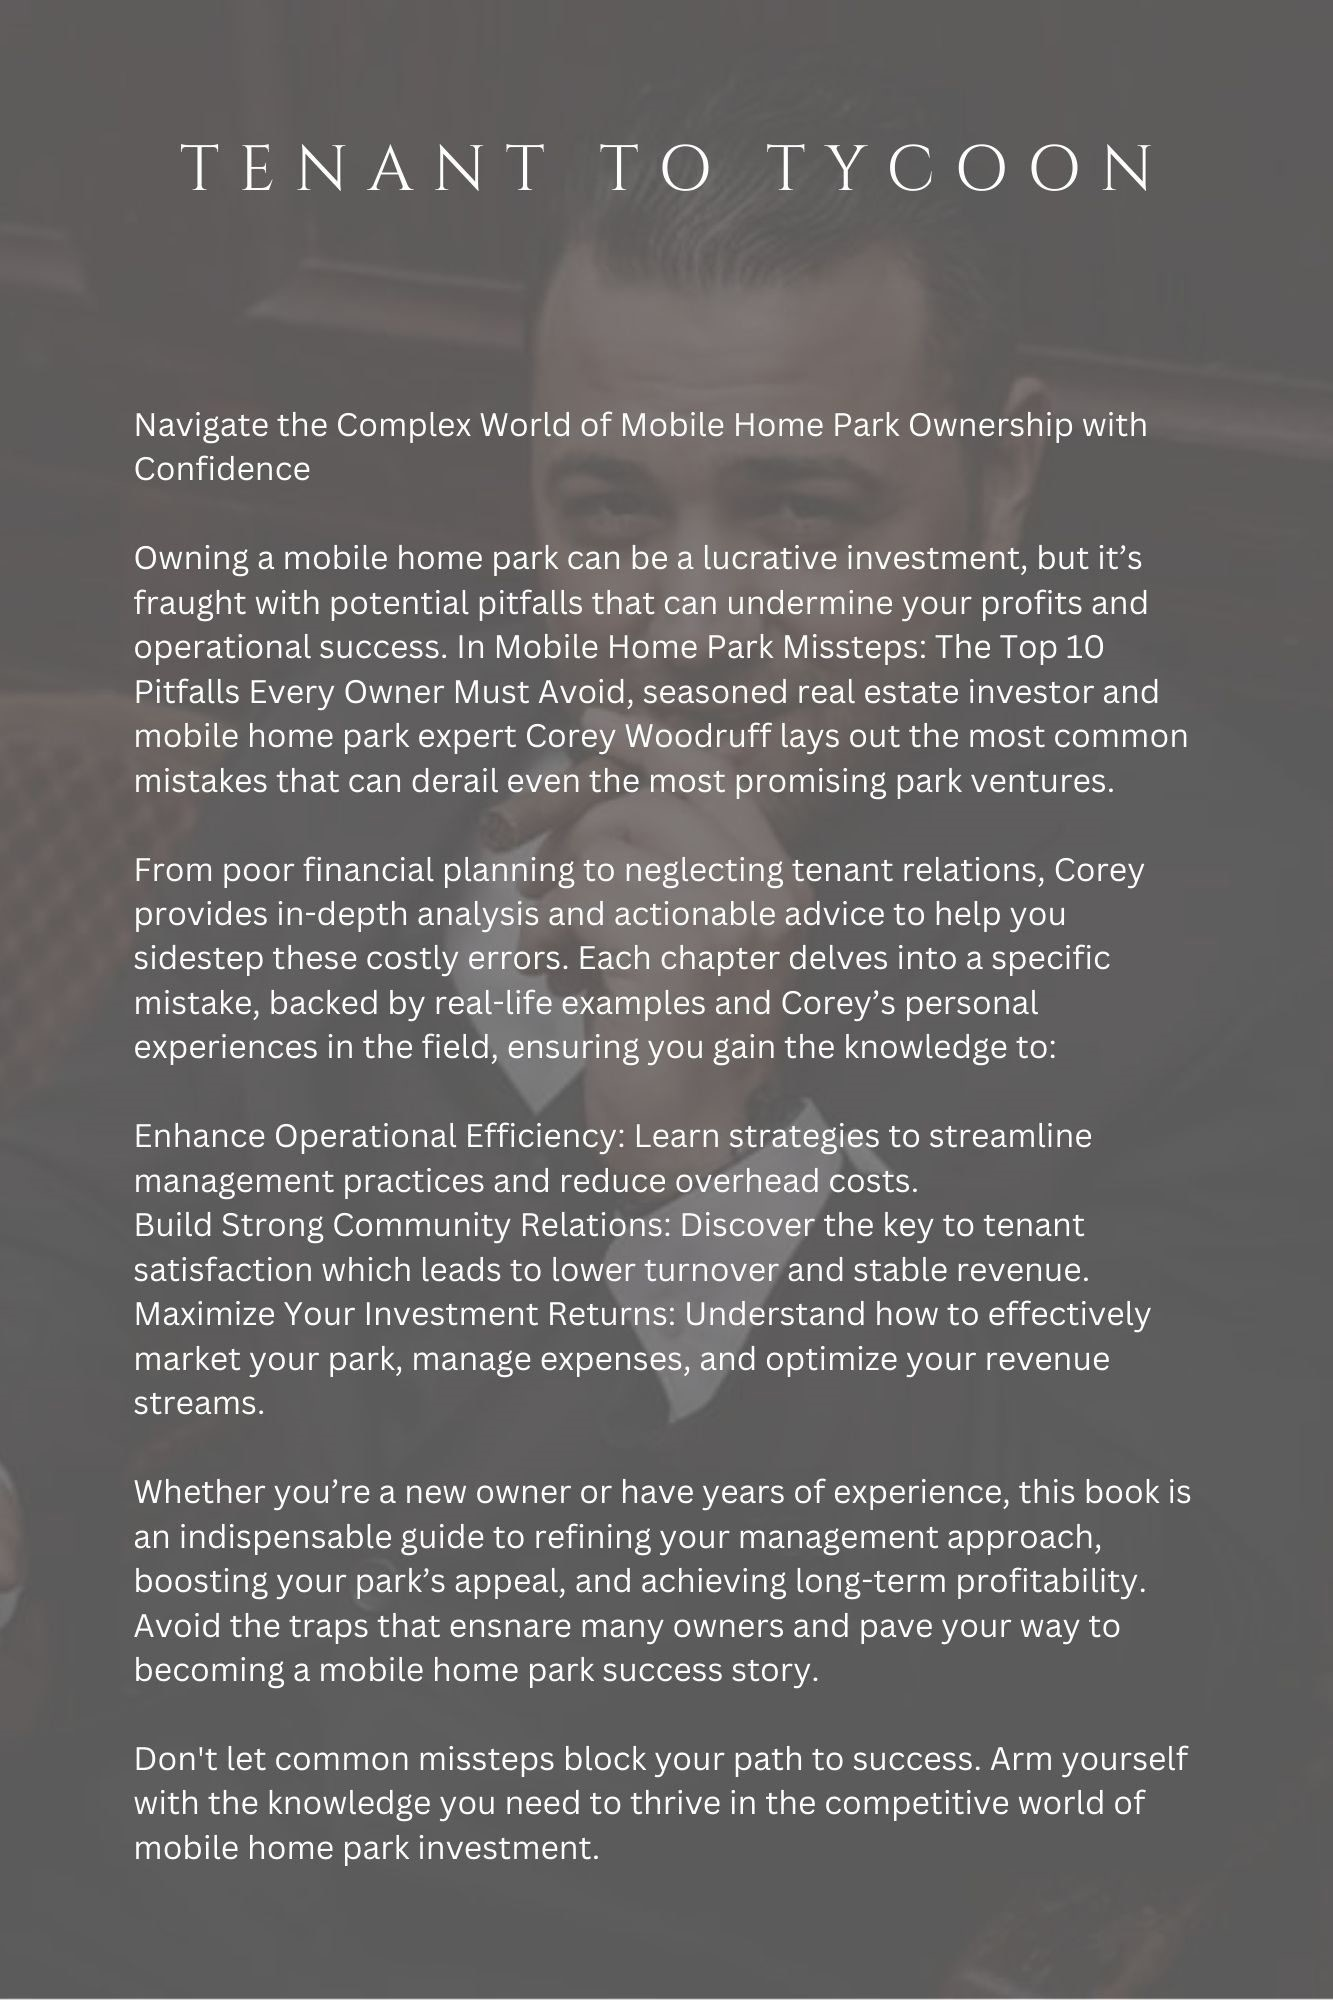 TENANT TO TYCOON
Navigate the Complex World of Mobile Home Park Ownership with
Confidence
Owning a mobile home park can be a lucrative investment, but it’s
fraught with potential pitfalls that can undermine your profits and
operational success. In Mobile Home Park Missteps: The Top 10
Pitfalls Every Owner Must Avoid, seasoned real estate investor and
mobile home park expert Corey Woodruff lays out the most common
mistakes that can derail even the most promising park ventures.
From poor financial planning to neglecting tenant relations, Corey
provides in-depth analysis and actionable advice to help you
sidestep these costly errors. Each chapter delves into a specific
mistake, backed by real-life examples and Corey’s personal
experiences in the field, ensuring you gain the knowledge to:
Enhance Operational Efficiency: Learn strategies to streamline
management practices and reduce overhead costs.
Build Strong Community Relations: Discover the key to tenant
satisfaction which leads to lower turnover and stable revenue.
Maximize Your Investment Returns: Understand how to effectively
market your park, manage expenses, and optimize your revenue
streams.
Whether you’re a new owner or have years of experience, this book is
an indispensable guide to refining your management approach,
boosting your park’s appeal, and achieving long-term profitability.
Avoid the traps that ensnare many owners and pave your way to
becoming a mobile home park success story.
Don't let common missteps block your path to success. Arm yourself
with the knowledge you need to thrive in the competitive world of
mobile home park investment.